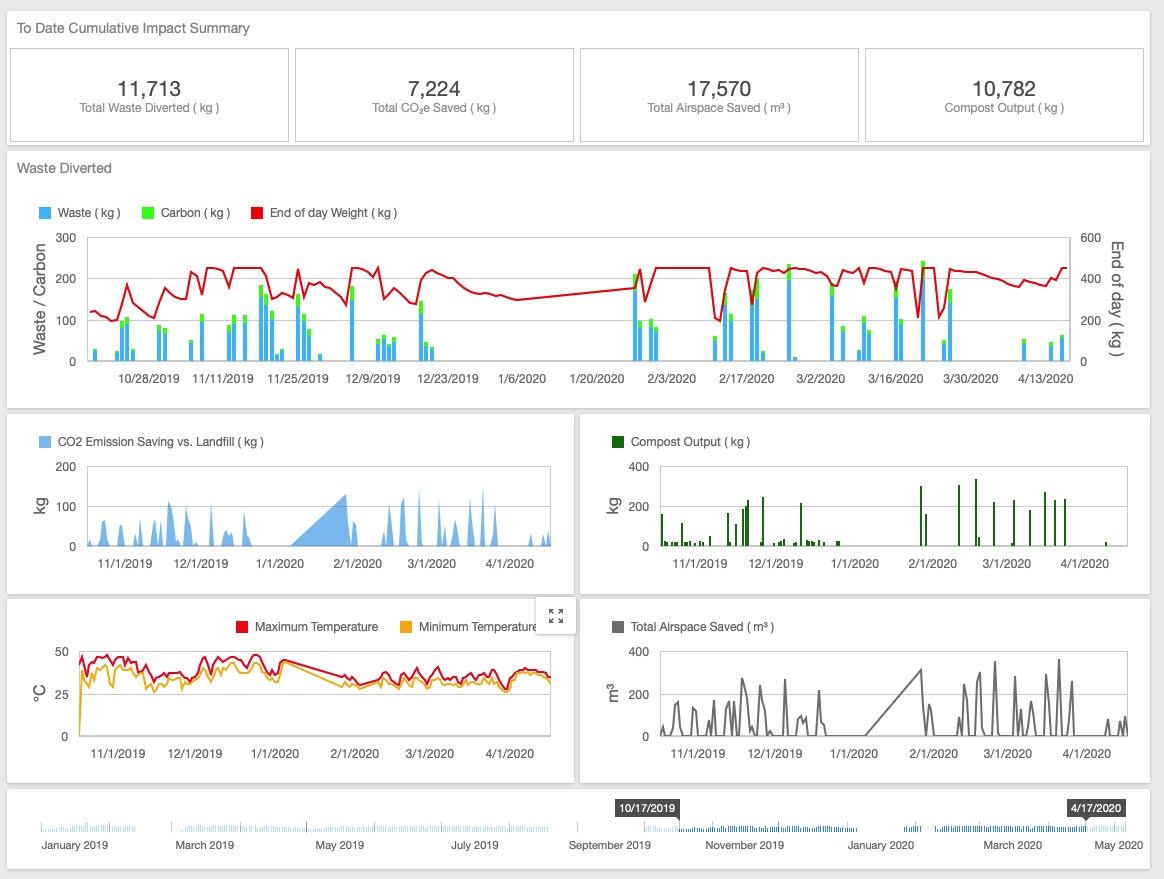 To Date Cumulative Impact Summary
11,713
Total Waste Diverted ( kg )
7,224
Total CO₂e Saved ( kg )
17,570
Total Airspace Saved ( m³ )
10,782
Compost Output ( kg )
Waste Diverted
Waste ( kg ) Carbon ( kg ) End of day Weight ( kg )
Waste / Carbon
300
200
100
0
600
400
200
0
End of day ( kg )
10/28/2019 11/11/2019 11/25/2019 12/9/2019 12/23/2019 1/6/2020 1/20/2020 2/3/2020 2/17/2020 3/2/2020 3/16/2020 3/30/2020 4/13/2020
CO2 Emission Saving vs. Landfill ( kg )
kg
200
100
0
11/1/2019 12/1/2019 1/1/2020 2/1/2020 3/1/2020 4/1/2020
Compost Output ( kg )
kg
400
200
0
11/1/2019 12/1/2019 1/1/2020 2/1/2020 3/1/2020 4/1/2020
Maximum Temperature Minimum Temperature
°C
50
25
0
11/1/2019 12/1/2019 1/1/2020 2/1/2020 3/1/2020 4/1/2020
Total Airspace Saved ( m³ )
m³
400
200
0
11/1/2019 12/1/2019 1/1/2020 2/1/2020 3/1/2020 4/1/2020
10/17/2019 4/17/2020
January 2019 March 2019 May 2019 July 2019 September 2019 November 2019 January 2020 March 2020 May 2020